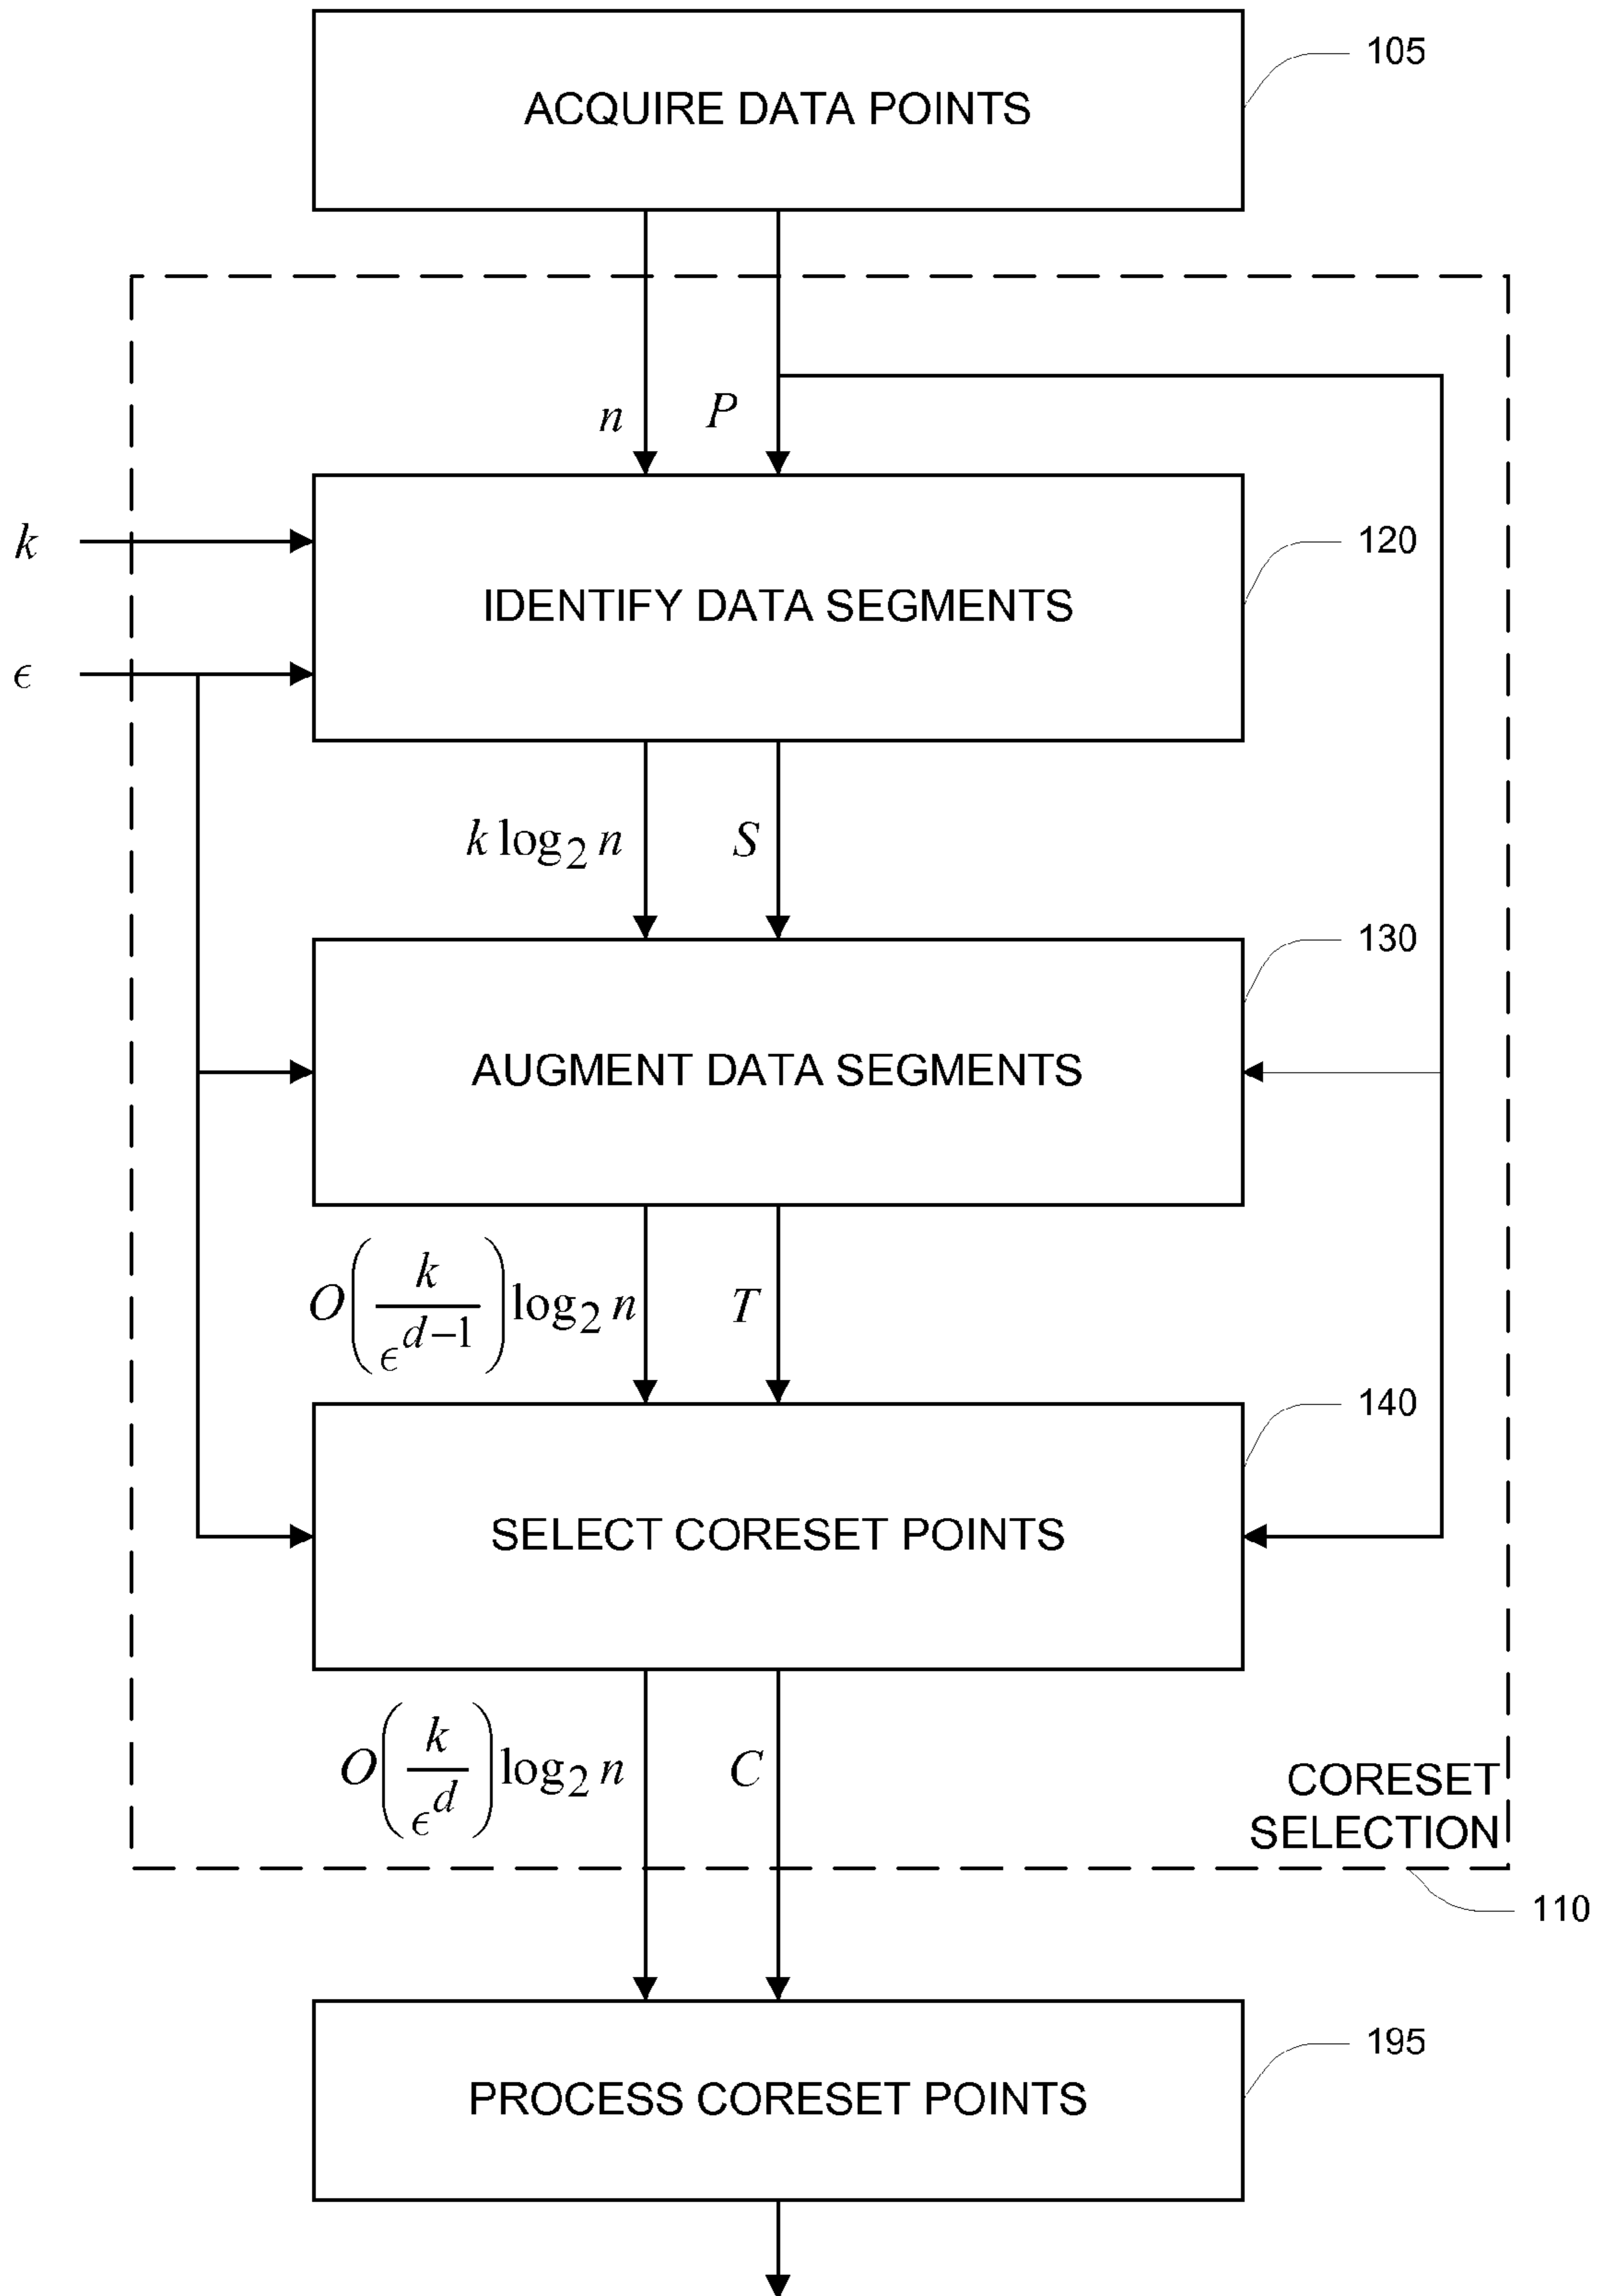 ACQUIRE DATA POINTS
105
n P
k
IDENTIFY DATA SEGMENTS
120
ϵ
k log₂ n S
130
AUGMENT DATA SEGMENTS
O(k/ϵ^(d−1)) log₂ n T
140
SELECT CORESET POINTS
O(k/ϵ^d) log₂ n C
CORESET
SELECTION
110
195
PROCESS CORESET POINTS